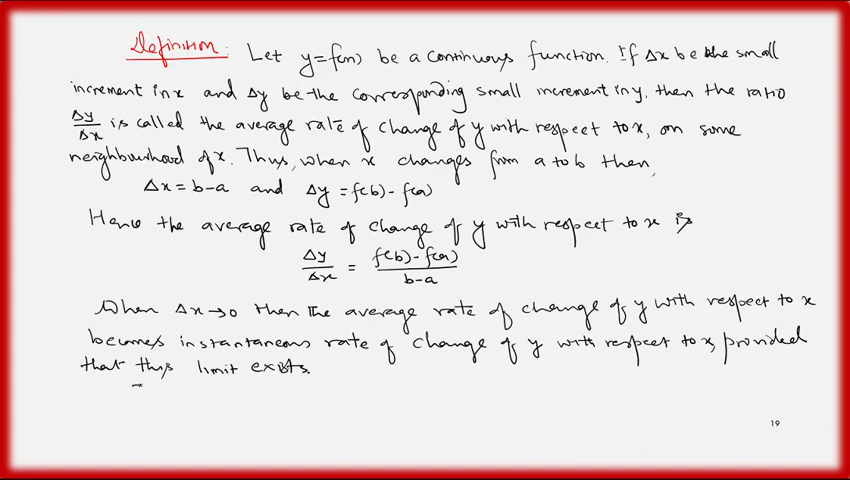 Definition: Let y=f(x) be a continuous function. If Δx be the small
increment in x and Δy be the corresponding small increment in y, then the ratio
Δy/Δx is called the average rate of change of y with respect to x, on some
neighbourhood of x. Thus, when x changes from a to b then,
Δx = b-a and Δy = f(b) - f(a)
Hence the average rate of change of y with respect to x is
Δy/Δx = f(b) - f(a)/b-a
When Δx→0 then the average rate of change of y with respect to x
becomes instantaneous rate of change of y with respect to x, provided
that this limit exists.
19